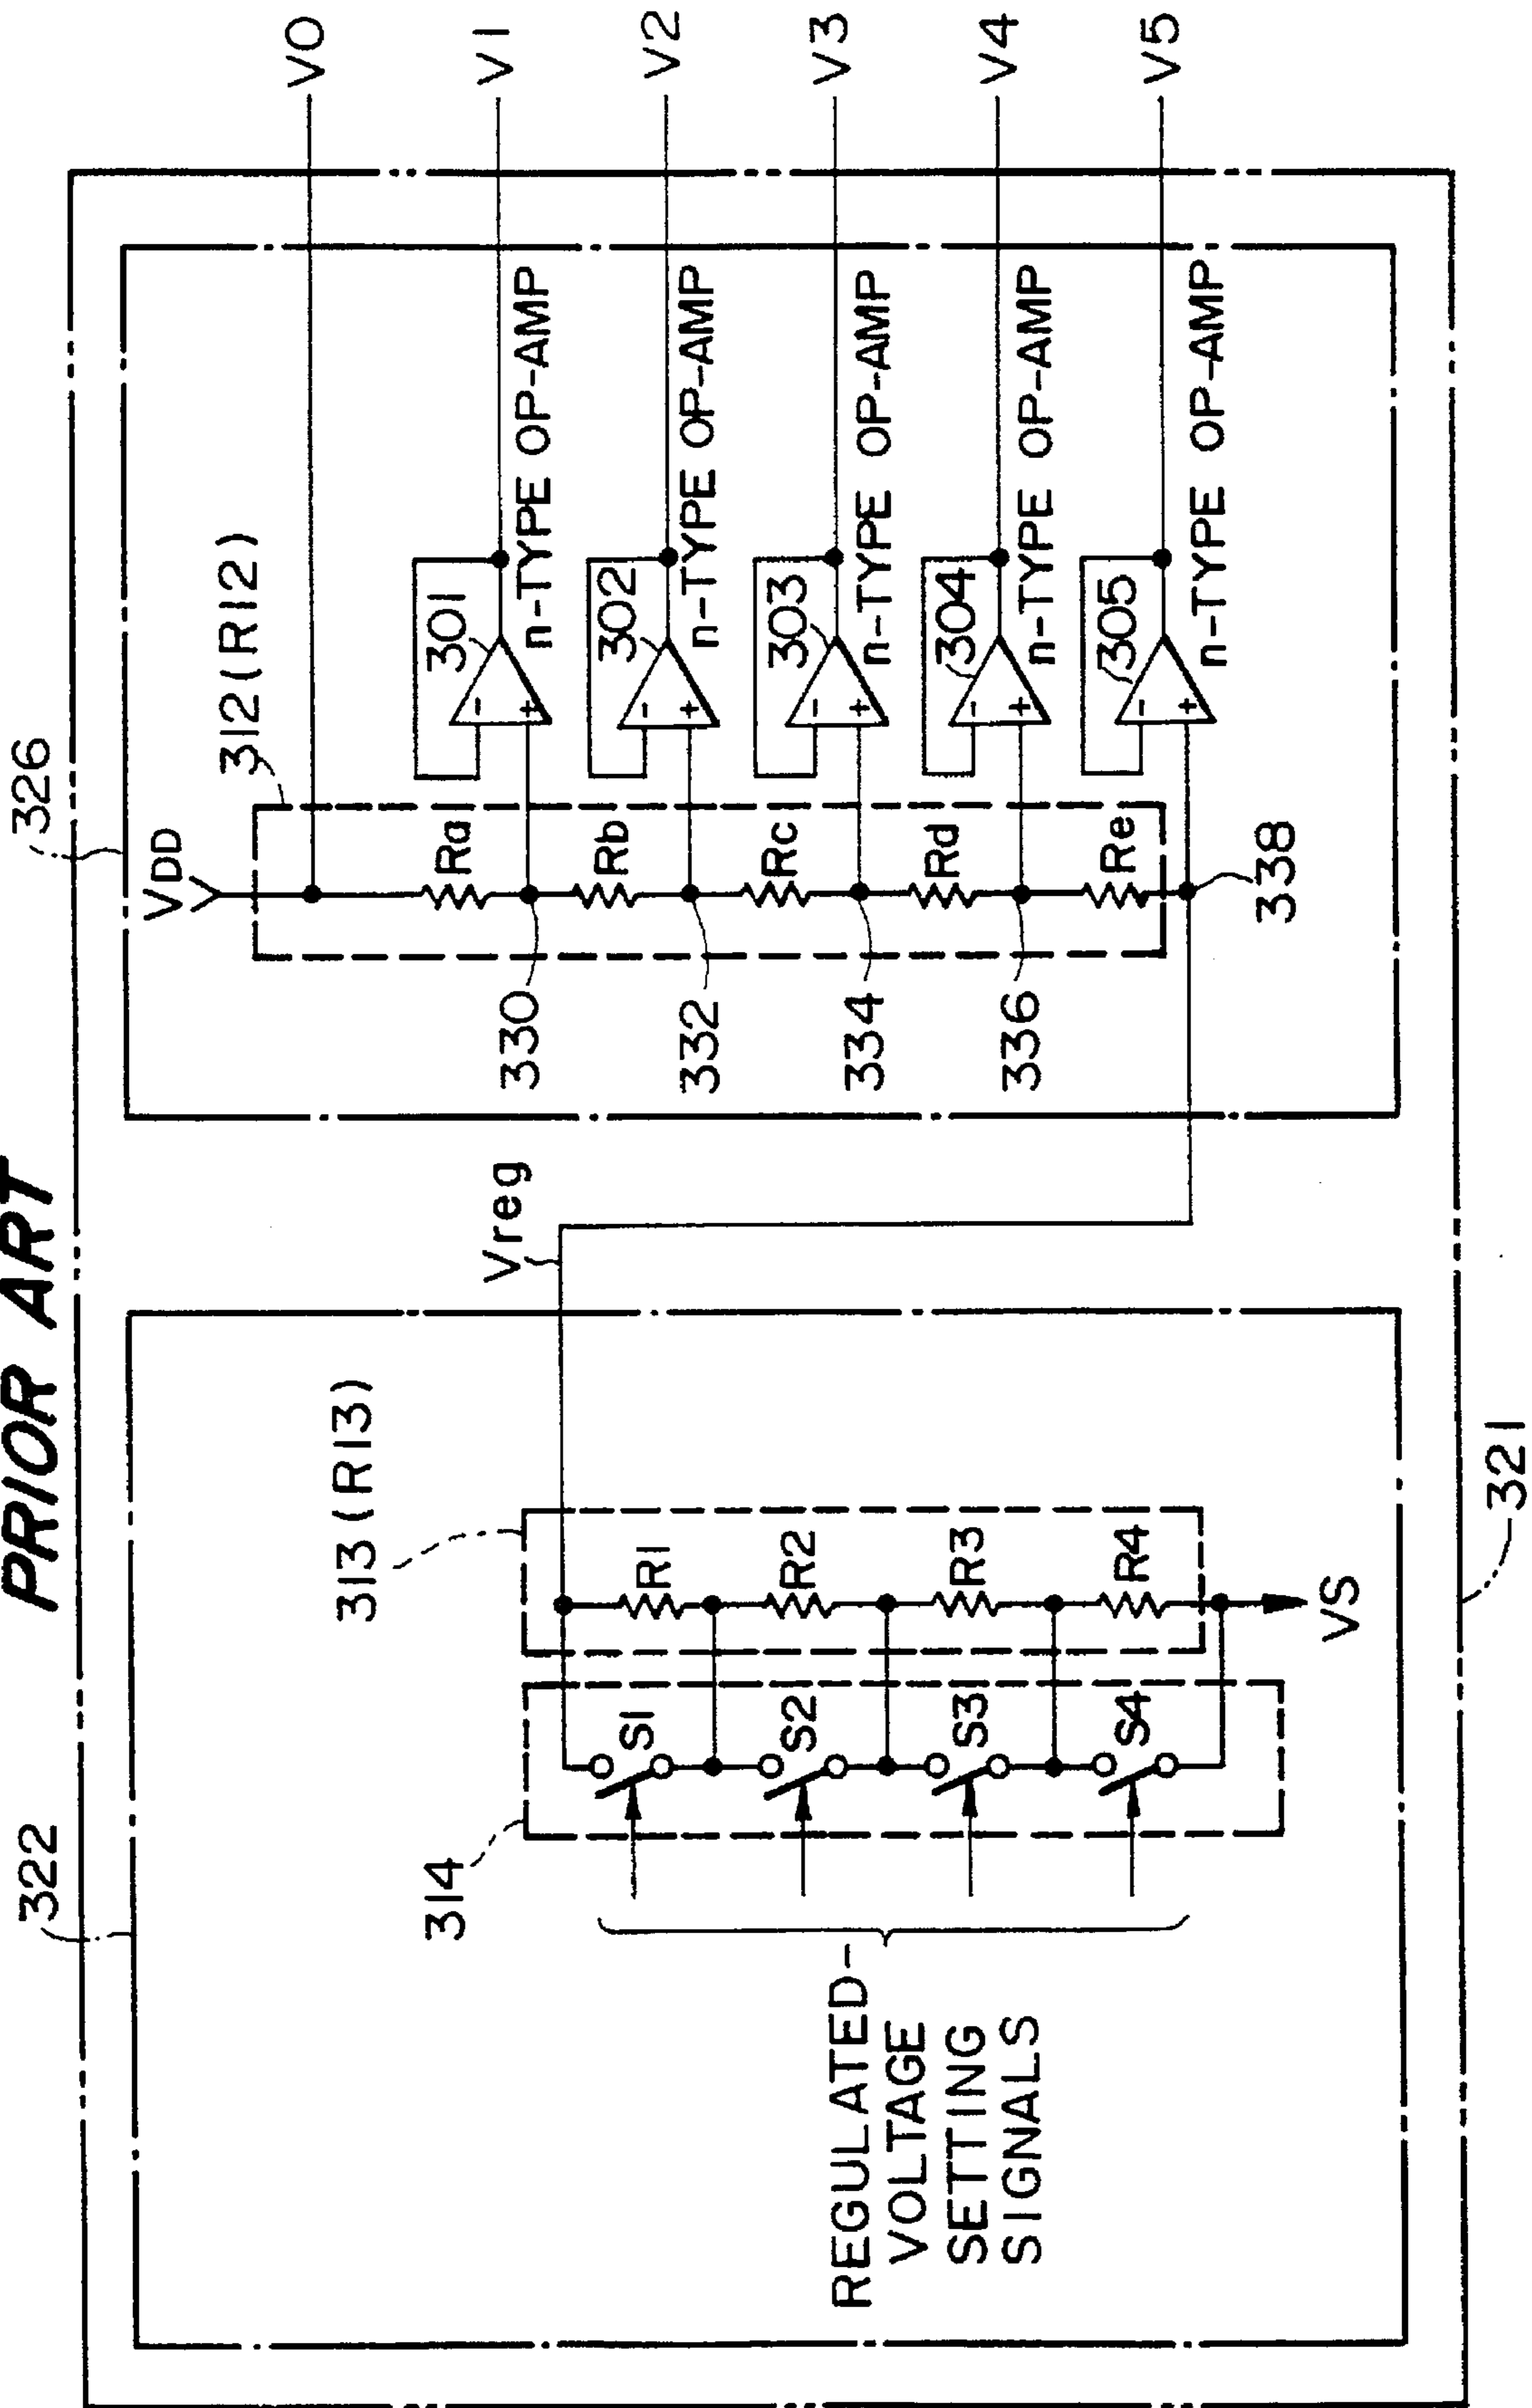 PRIOR ART
322
326
321
314
313 (R13)
312 (R12)
Vreg
VDD
V0
V1
V2
V3
V4
V5
REGULATED-
VOLTAGE
SETTING
SIGNALS
S1
S2
S3
S4
R1
R2
R3
R4
VS
Ra
Rb
Rc
Rd
Re
330
332
334
336
338
301
-
+
n-TYPE OP-AMP
302
-
+
n-TYPE OP-AMP
303
-
+
n-TYPE OP-AMP
304
-
+
n-TYPE OP-AMP
305
-
+
n-TYPE OP-AMP